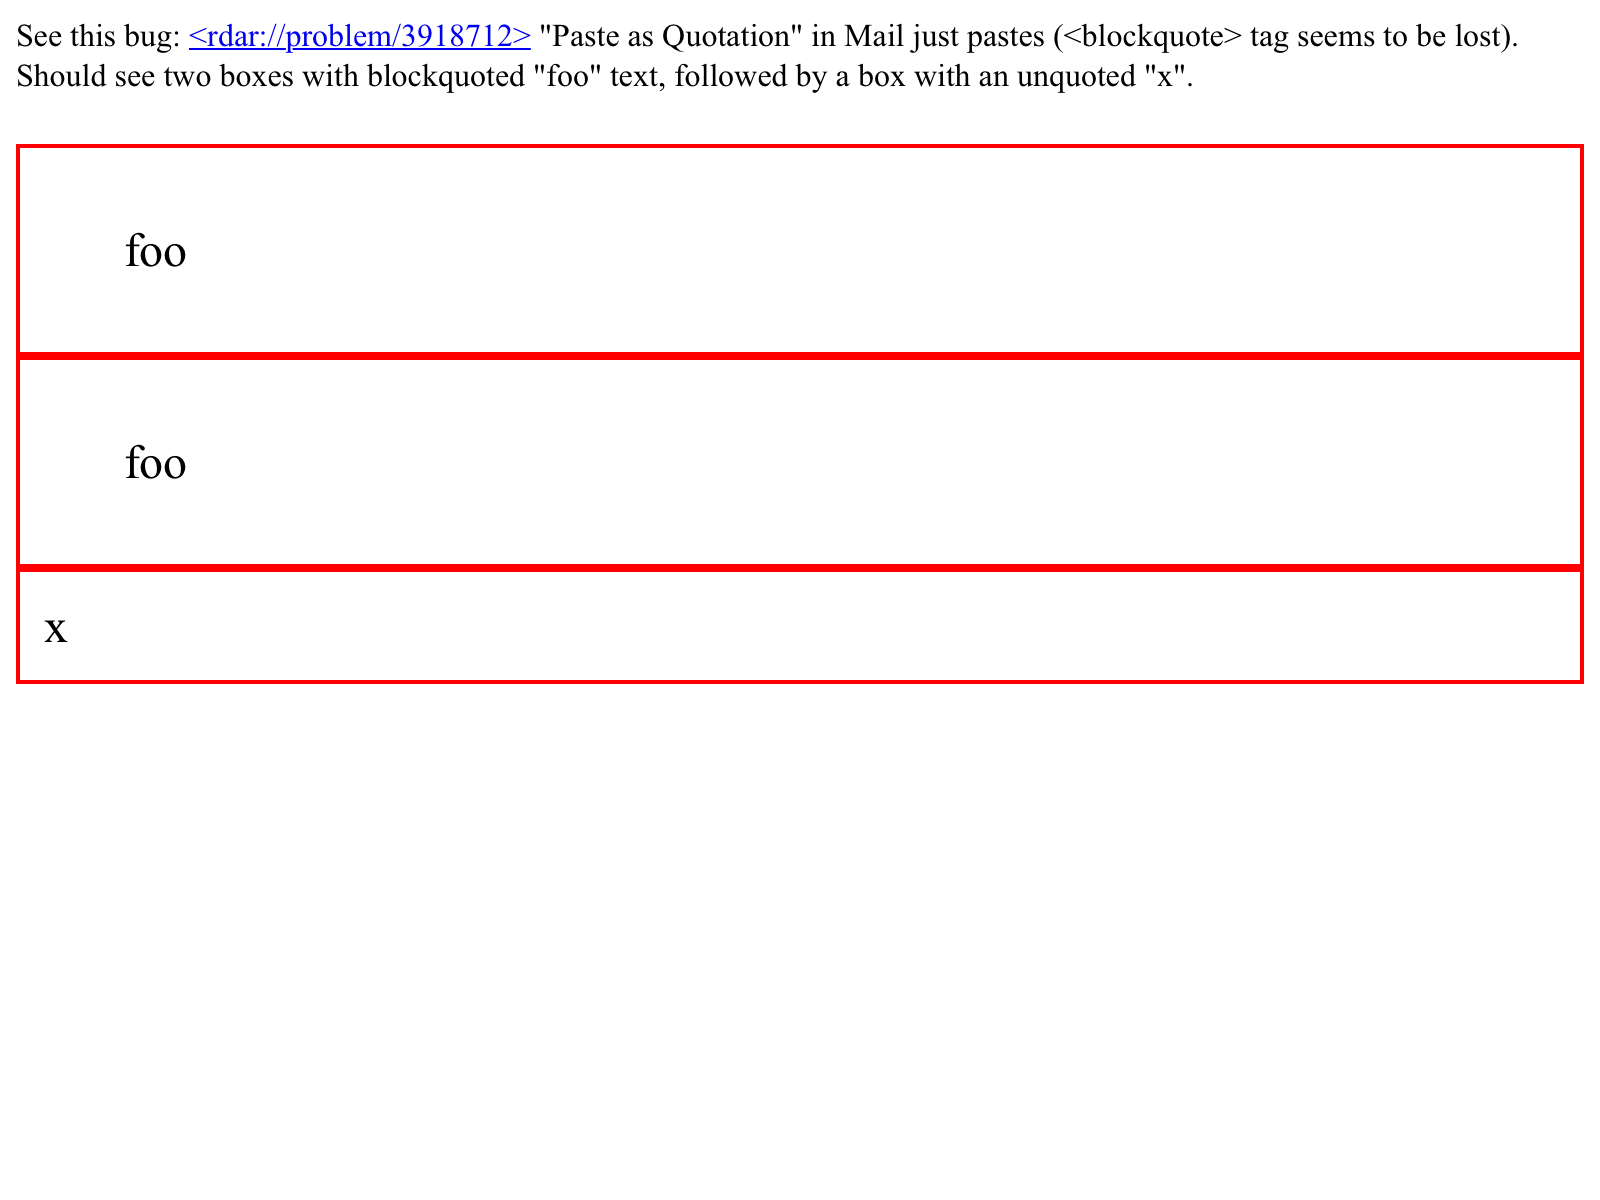 See this bug: <rdar://problem/3918712> "Paste as Quotation" in Mail just pastes (<blockquote> tag seems to be lost).
Should see two boxes with blockquoted "foo" text, followed by a box with an unquoted "x".
foo
foo
x